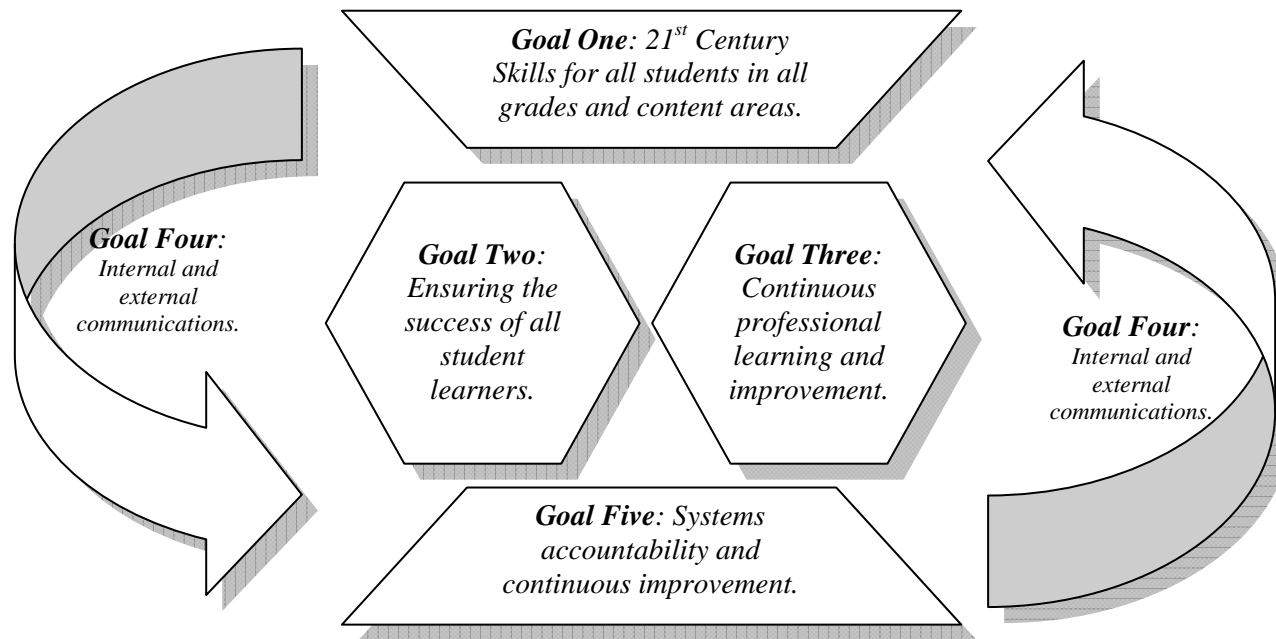 Goal One: 21st Century
Skills for all students in all
grades and content areas.
Goal Four:
Internal and
external
communications.
Goal Two:
Ensuring the
success of all
student
learners.
Goal Three:
Continuous
professional
learning and
improvement.
Goal Four:
Internal and
external
communications.
Goal Five: Systems
accountability and
continuous improvement.